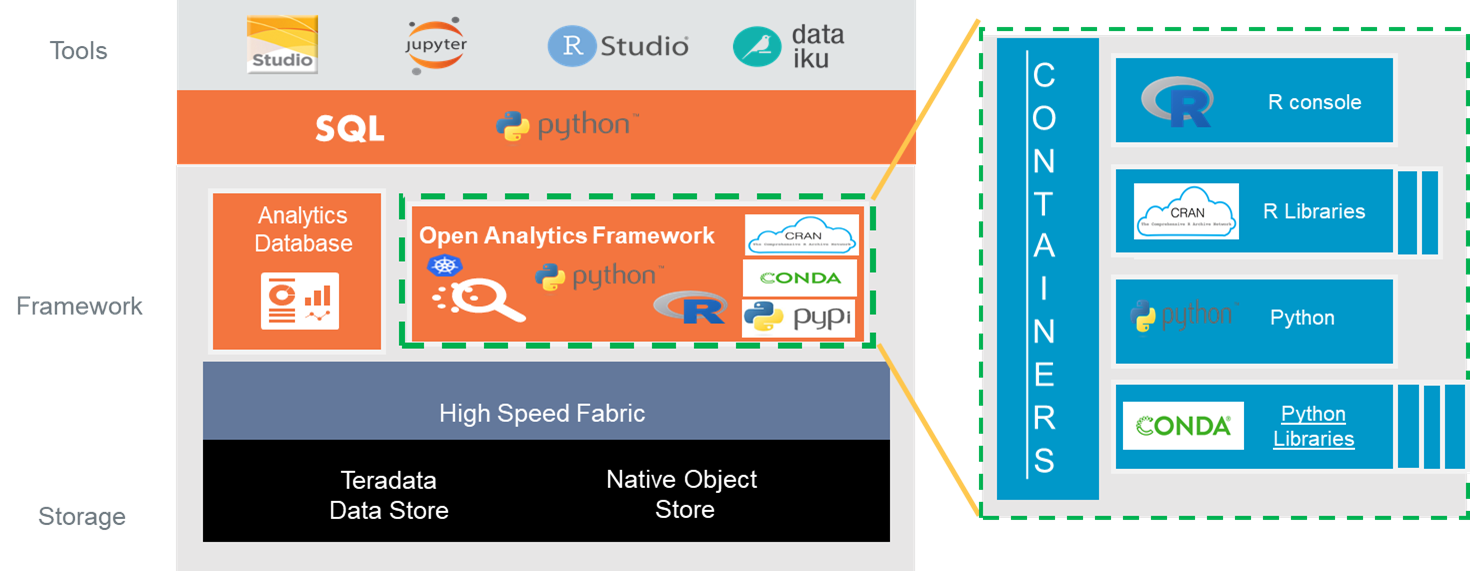 Tools
Studio
jupyter
R Studio®
data
iku
SQL
python™
Framework
Analytics
Database
Open Analytics Framework
python™
R
CRAN
The Comprehensive R Archive Network
CONDA
pyPi
High Speed Fabric
Storage
Teradata
Data Store
Native Object
Store
CONTAINERS
R
R console
CRAN
The Comprehensive R Archive Network
R Libraries
python™
Python
CONDA®
Python
Libraries